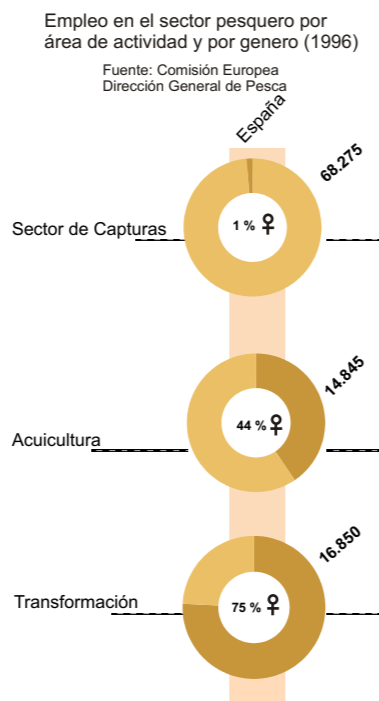 Empleo en el sector pesquero por
área de actividad y por genero (1996)
Fuente: Comisión Europea
Dirección General de Pesca
España
68.275
1 % ♀
Sector de Capturas
14.845
44 % ♀
Acuicultura
16.850
75 % ♀
Transformación